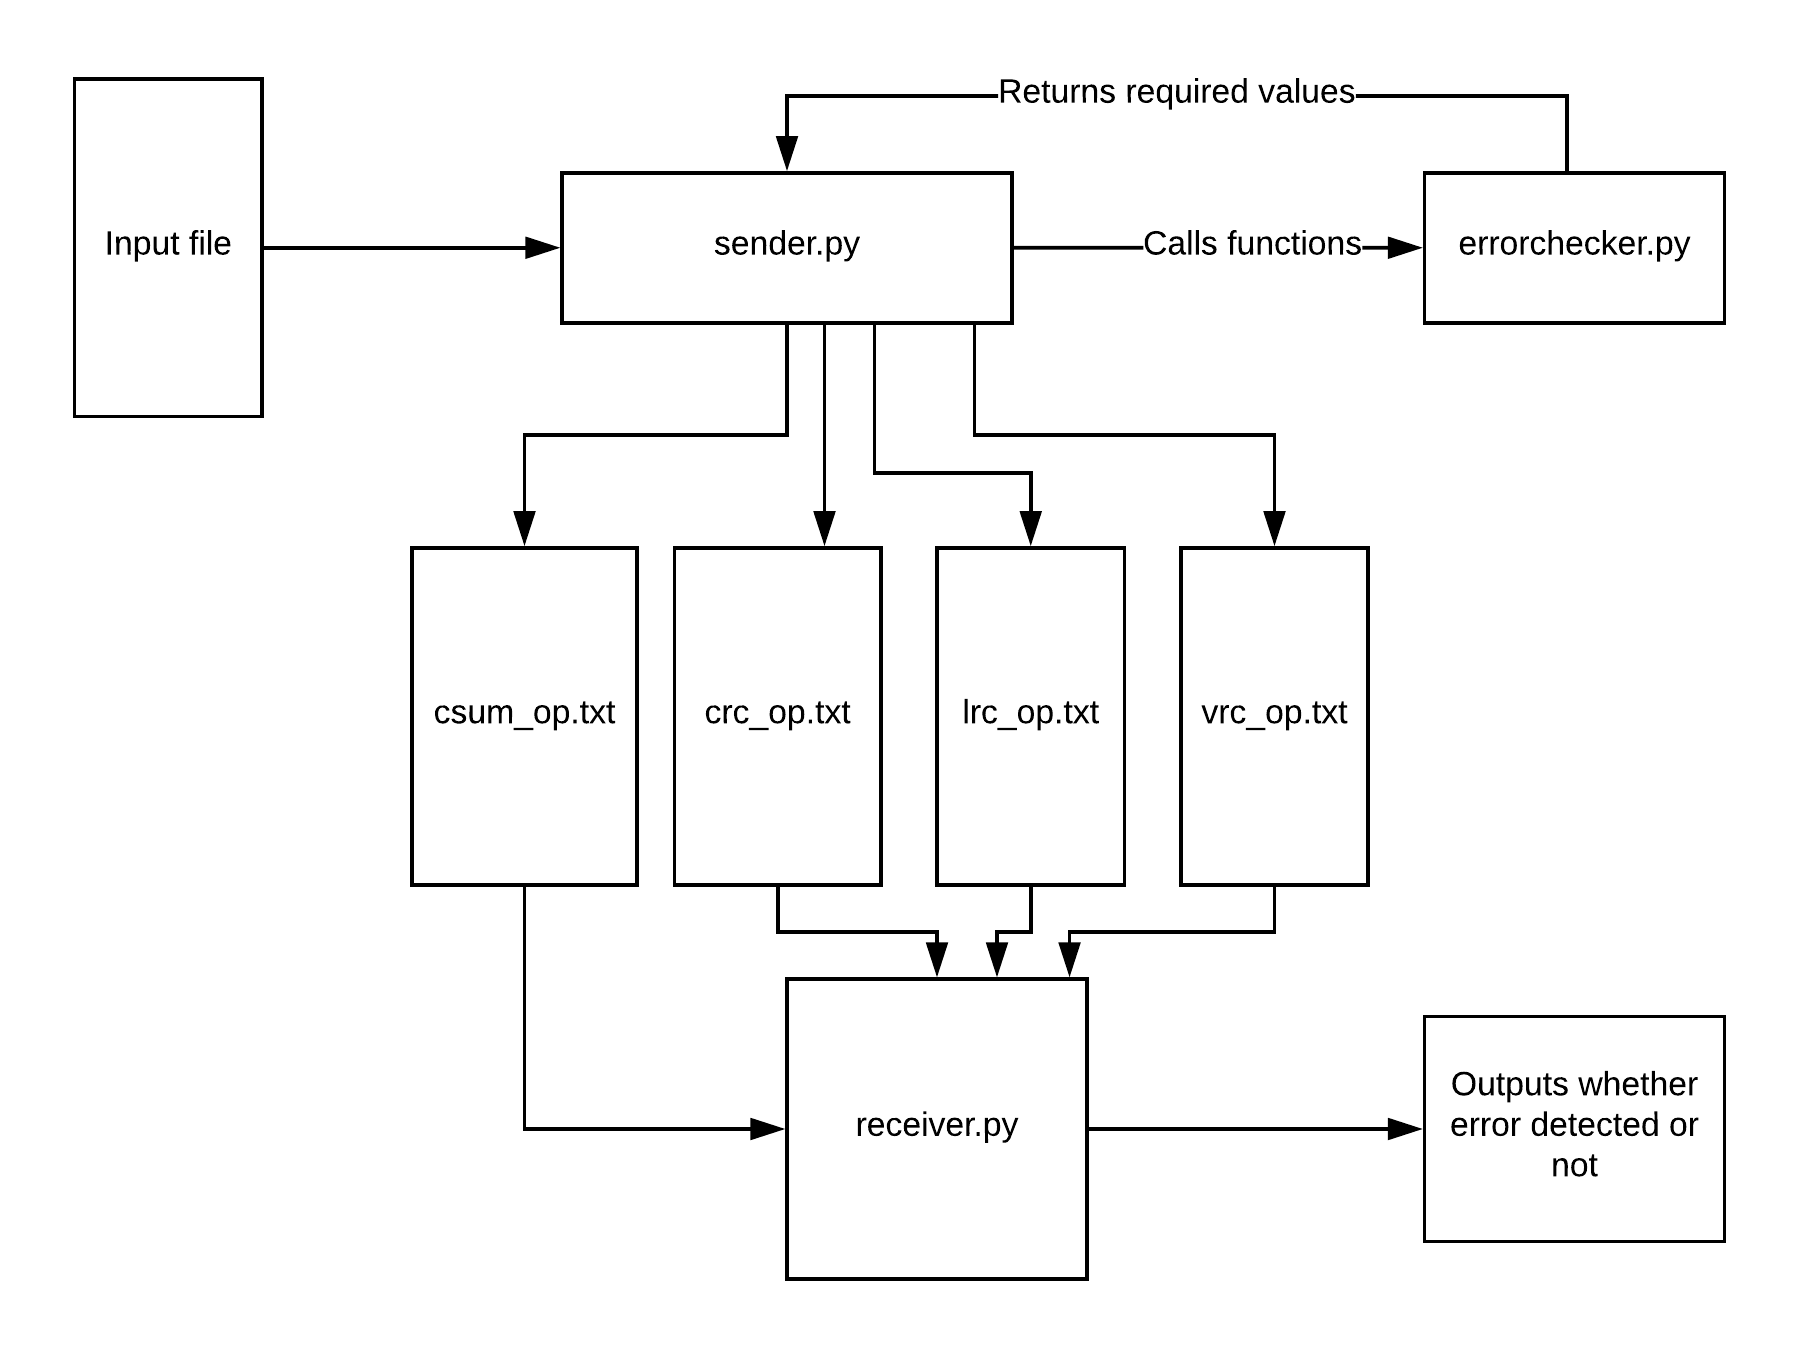 Returns required values
Input file
sender.py
Calls functions
errorchecker.py
csum_op.txt
crc_op.txt
lrc_op.txt
vrc_op.txt
receiver.py
Outputs whether
error detected or
not